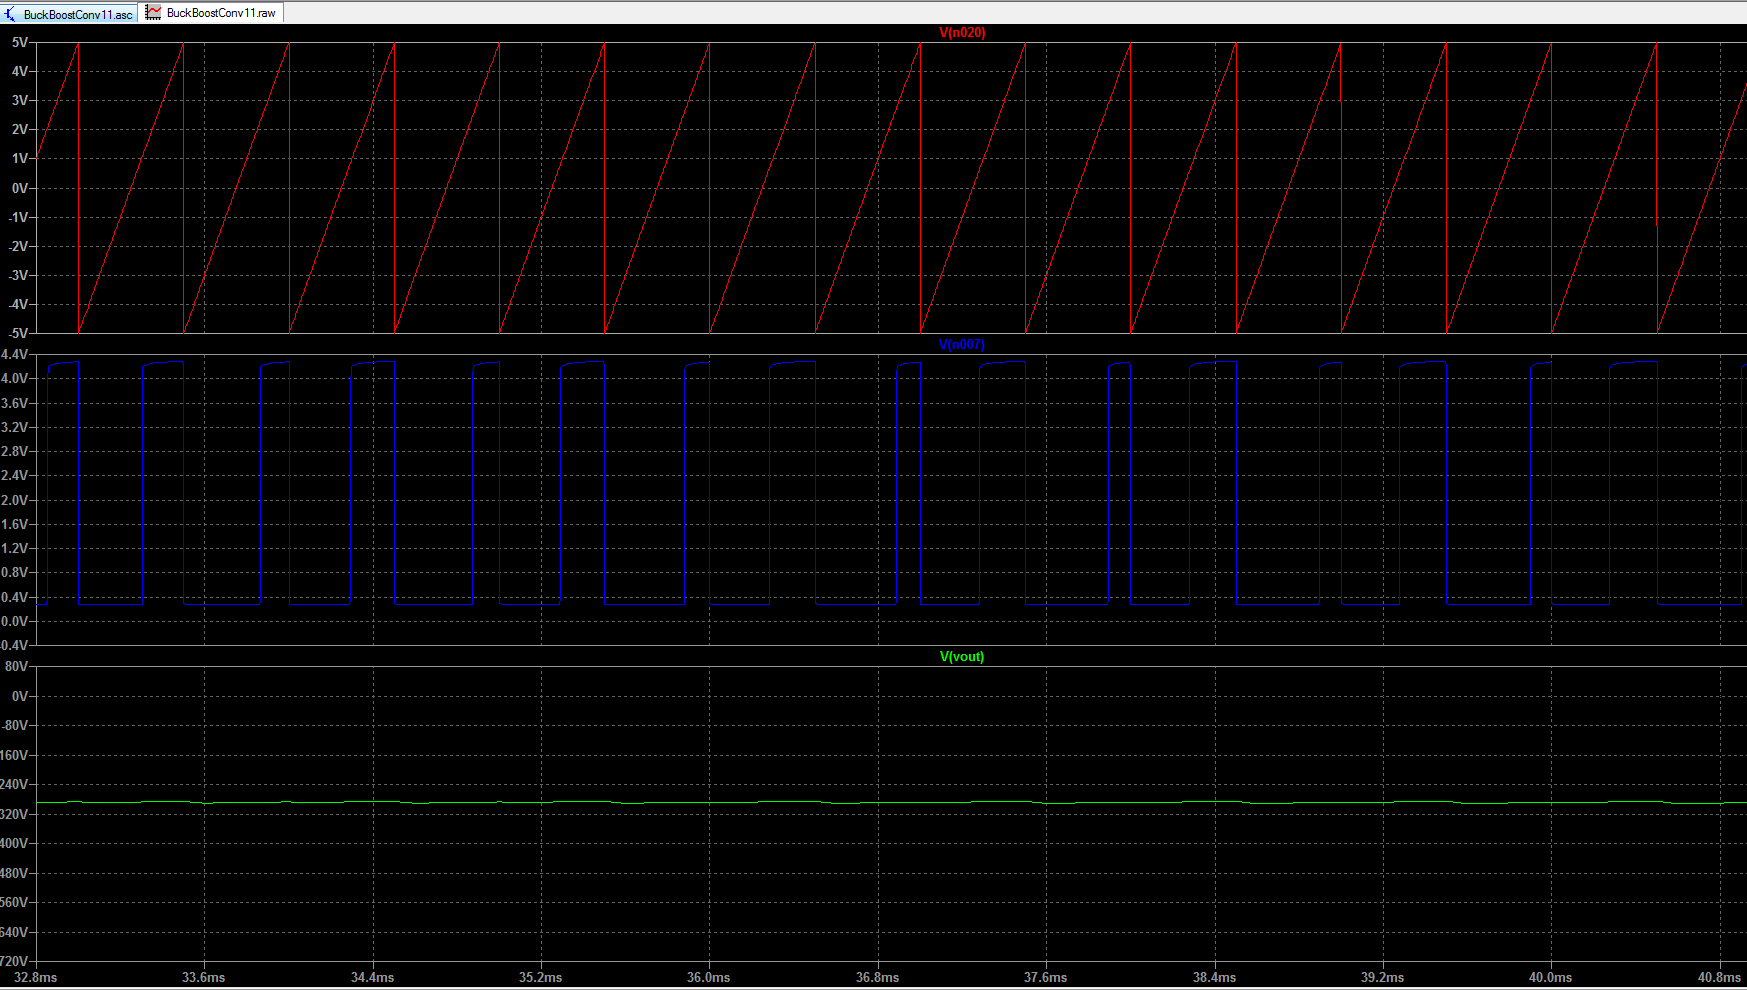 BuckBoostConv11.asc BuckBoostConv11.raw
V(n020)
5V
4V
3V
2V
1V
0V
-1V
-2V
-3V
-4V
-5V
V(n007)
4.4V
4.0V
3.6V
3.2V
2.8V
2.4V
2.0V
1.6V
1.2V
0.8V
0.4V
0.0V
-0.4V
V(vout)
80V
0V
-80V
160V
240V
320V
400V
480V
560V
640V
720V
32.8ms 33.6ms 34.4ms 35.2ms 36.0ms 36.8ms 37.6ms 38.4ms 39.2ms 40.0ms 40.8ms